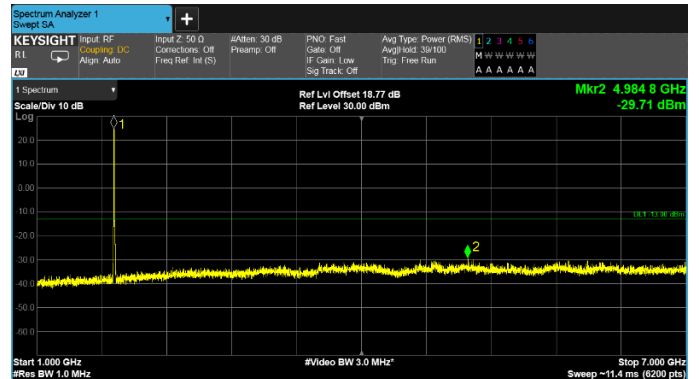 Spectrum Analyzer 1
Swept SA
+
KEYSIGHT Input: RF Input Z: 50 Ω #Atten: 30 dB PNO: Fast Avg Type: Power (RMS) 1 2 3 4 5 6
RL Coupling: DC Corrections: Off Preamp: Off Gate: Off Avg|Hold: 39/100 M W W W W W
Align: Auto Freq Ref: Int (S) IF Gain: Low Trig: Free Run
LXI Sig Track: Off A A A A A A
1 Spectrum Ref Lvl Offset 18.77 dB Mkr2 4.984 8 GHz
Scale/Div 10 dB Ref Level 30.00 dBm -29.71 dBm
Log
1
20.0
10.0
0.00
-10.0
DL1 -13.00 dBm
-20.0
2
-30.0
-40.0
-50.0
-60.0
Start 1.000 GHz #Video BW 3.0 MHz* Stop 7.000 GHz
#Res BW 1.0 MHz Sweep ~11.4 ms (6200 pts)